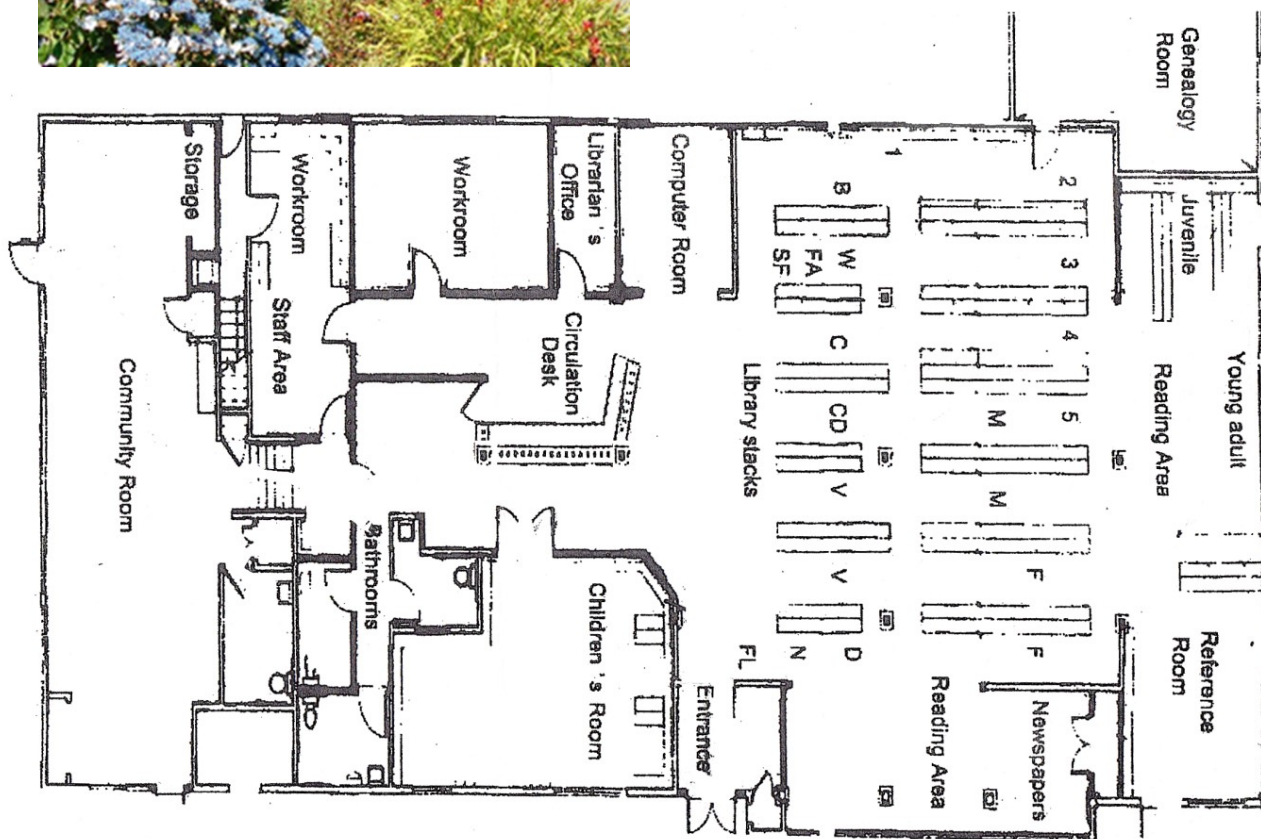 Genealogy
Room
Juvenile
Young adult
Reading Area
Reference
Room
2
3
4
5
M
M
F
F
1
B
W
FA
SF
C
CD
V
V
D
N
FL
Library stacks
Reading Area
Newspapers
Entrance
Computer Room
Librarian 's
Office
Circulation
Desk
Children 's Room
Workroom
Workroom
Staff Area
Bathrooms
Storage
Community Room